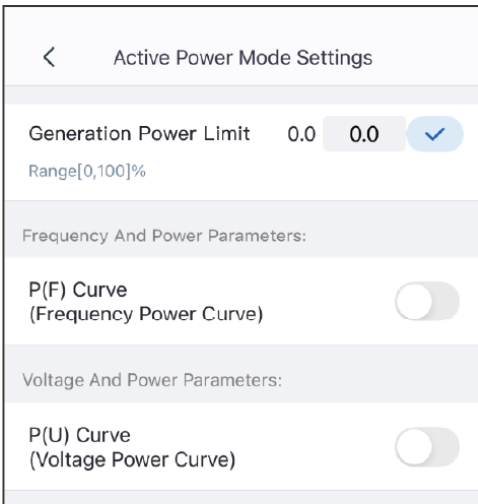 Active Power Mode Settings
Generation Power Limit 0.0 0.0
Range[0,100]%
Frequency And Power Parameters:
P(F) Curve
(Frequency Power Curve)
Voltage And Power Parameters:
P(U) Curve
(Voltage Power Curve)